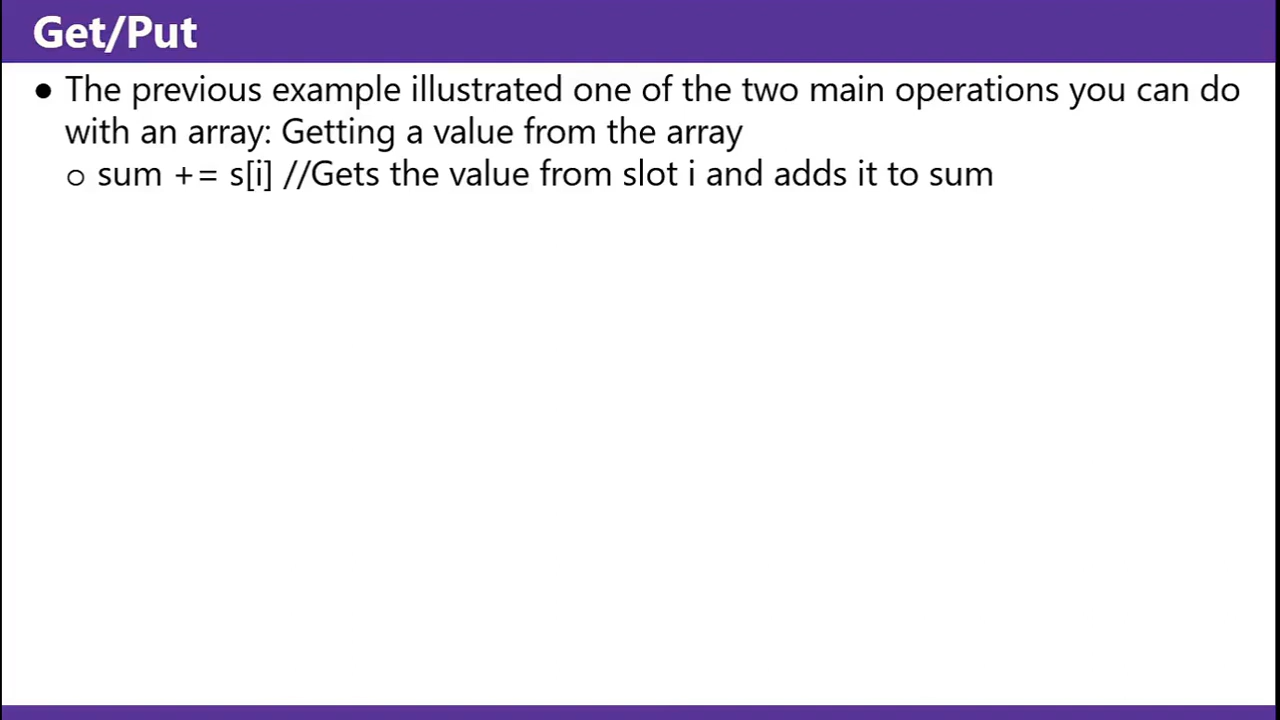 Get/Put
● The previous example illustrated one of the two main operations you can do
with an array: Getting a value from the array
○ sum += s[i] //Gets the value from slot i and adds it to sum